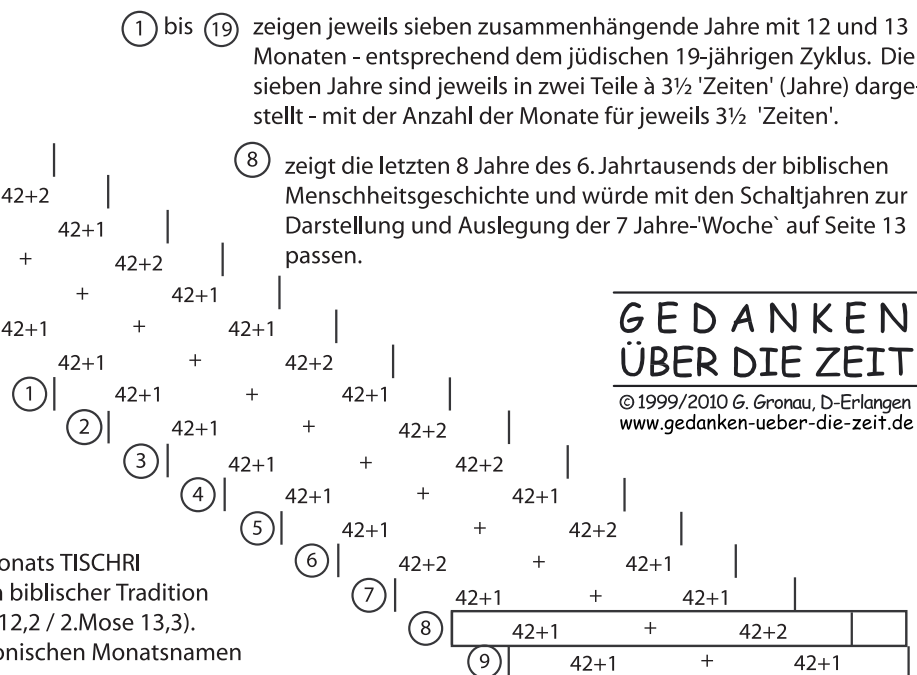 1 bis 19 zeigen jeweils sieben zusammenhängende Jahre mit 12 und 13
Monaten - entsprechend dem jüdischen 19-jährigen Zyklus. Die
sieben Jahre sind jeweils in zwei Teile à 3½ 'Zeiten' (Jahre) darge-
stellt - mit der Anzahl der Monate für jeweils 3½ 'Zeiten'.
8 zeigt die letzten 8 Jahre des 6. Jahrtausends der biblischen
Menschheitsgeschichte und würde mit den Schaltjahren zur
Darstellung und Auslegung der 7 Jahre-'Woche` auf Seite 13
passen.
42+2
42+1
+ 42+2
+ 42+1
42+1 + 42+1
42+1 + 42+2
1 42+1 + 42+1
2 42+1 + 42+2
3 42+1 + 42+2
4 42+1 + 42+1
5 42+1 + 42+2
6 42+2 + 42+1
7 42+1 + 42+1
8 42+1 + 42+2
9 42+1 + 42+1
GEDANKEN
ÜBER DIE ZEIT
© 1999/2010 G. Gronau, D-Erlangen
www.gedanken-ueber-die-zeit.de
onats TISCHRI
n biblischer Tradition
12,2 / 2.Mose 13,3).
onischen Monatsnamen